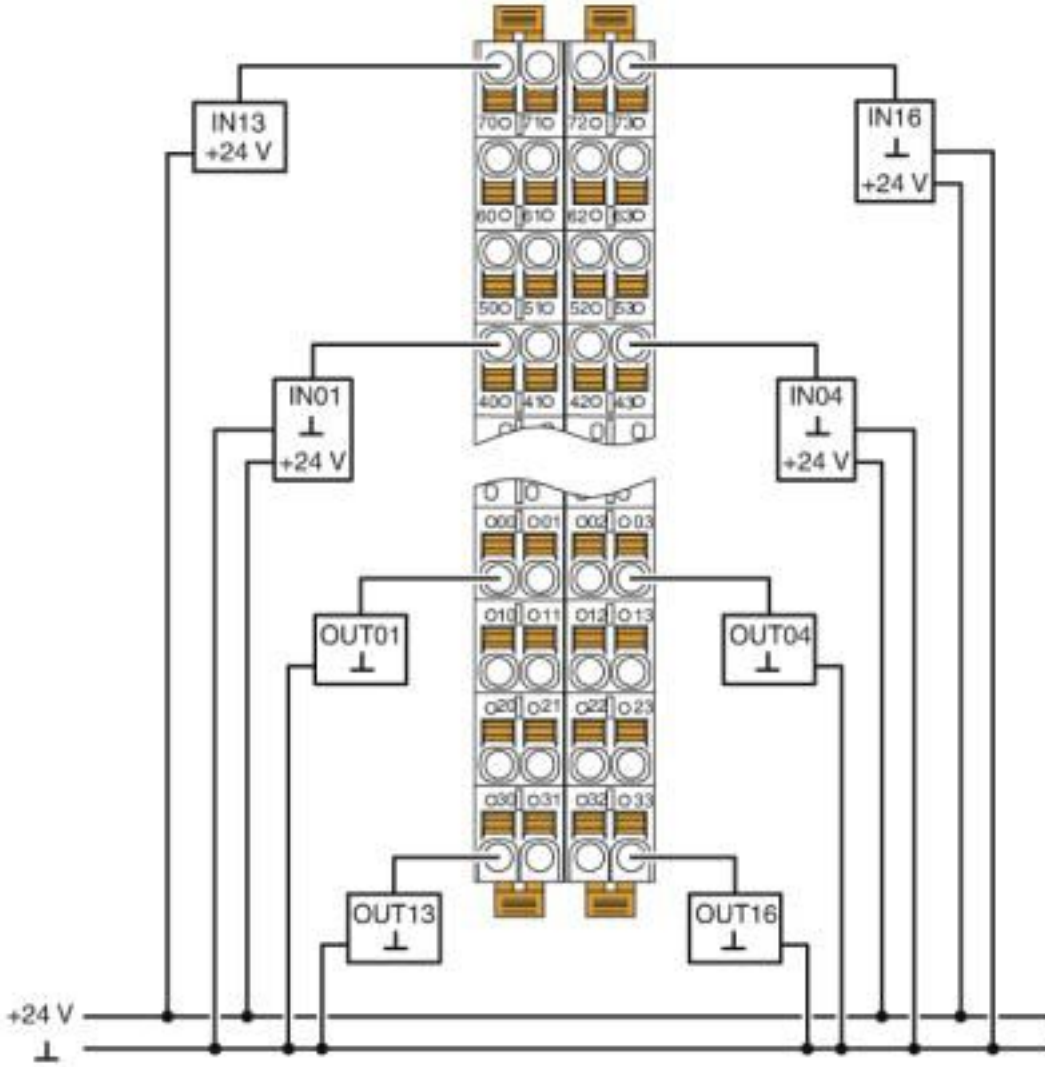 IN13
+24 V
IN16
⊥
+24 V
70 71 72 73
60 61 62 63
50 51 52 53
IN01
⊥
+24 V
IN04
⊥
+24 V
40 41 42 43
00 01 02 03
OUT01
⊥
OUT04
⊥
10 11 12 13
20 21 22 23
30 31 32 33
OUT13
⊥
OUT16
⊥
+24 V
⊥